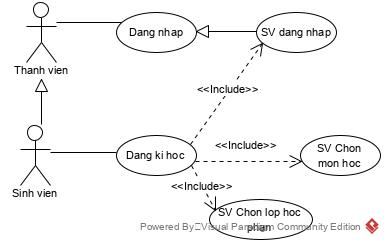 Dang nhap
SV dang nhap
Thanh vien
<<Include>>
<<Include>>
SV Chon
mon hoc
Dang ki hoc
<<Include>>
Sinh vien
SV Chon lop hoc
phan
Powered By Visual Paradigm Community Edition